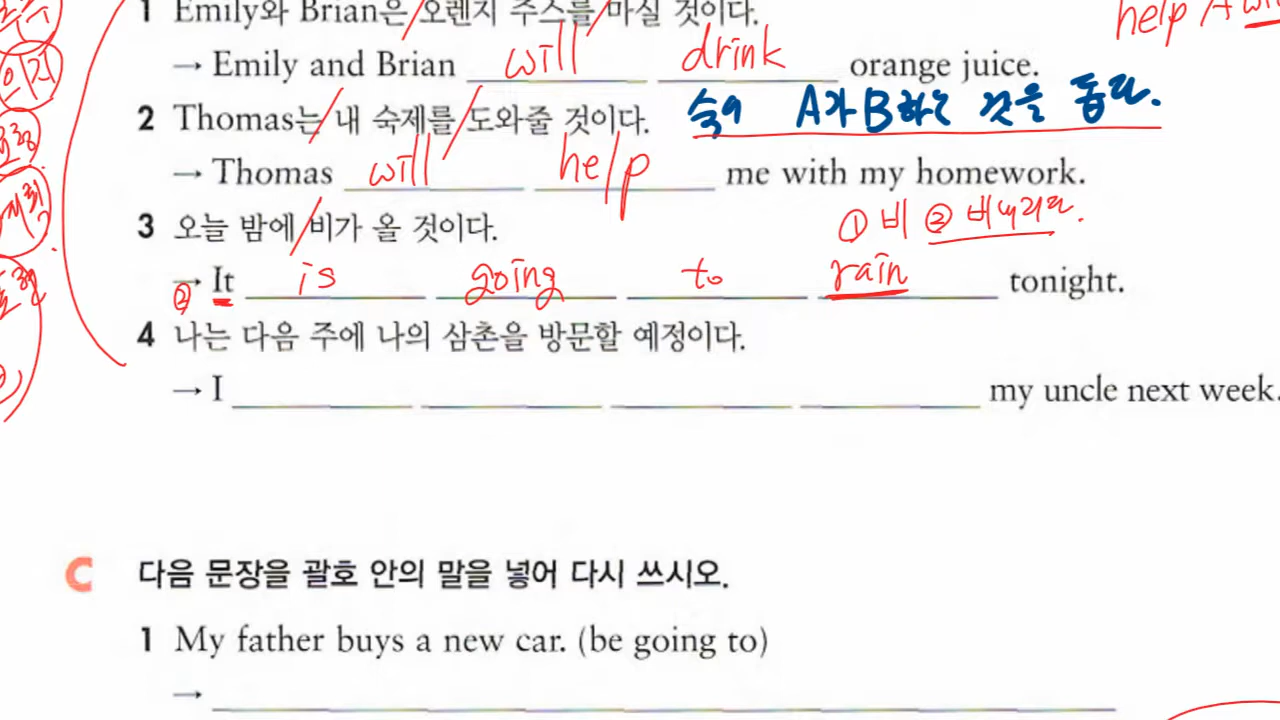 1 Emily와 Brian은 오렌지 주스를 마실 것이다.
help A wi
→ Emily and Brian will drink orange juice.
2 Thomas는 내 숙제를 도와줄 것이다. 숙어 A가 B하는 것을 돕다.
→ Thomas will help me with my homework.
3 오늘 밤에 비가 올 것이다. ① 비 ② 비 내리다.
② → It is going to rain tonight.
4 나는 다음 주에 나의 삼촌을 방문할 예정이다.
→ I my uncle next week.
C 다음 문장을 괄호 안의 말을 넣어 다시 쓰시오.
1 My father buys a new car. (be going to)
→